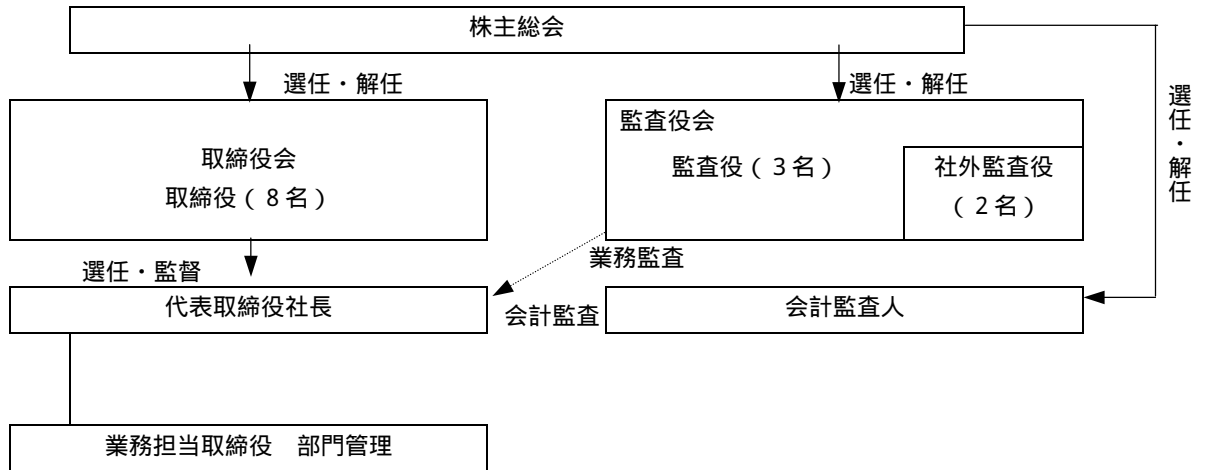 株主総会
選任・解任
選任・解任
選任・解任
取締役会
取締役（８名）
監査役会
監査役（３名）
社外監査役
（２名）
業務監査
選任・監督
代表取締役社長
会計監査
会計監査人
業務担当取締役　部門管理